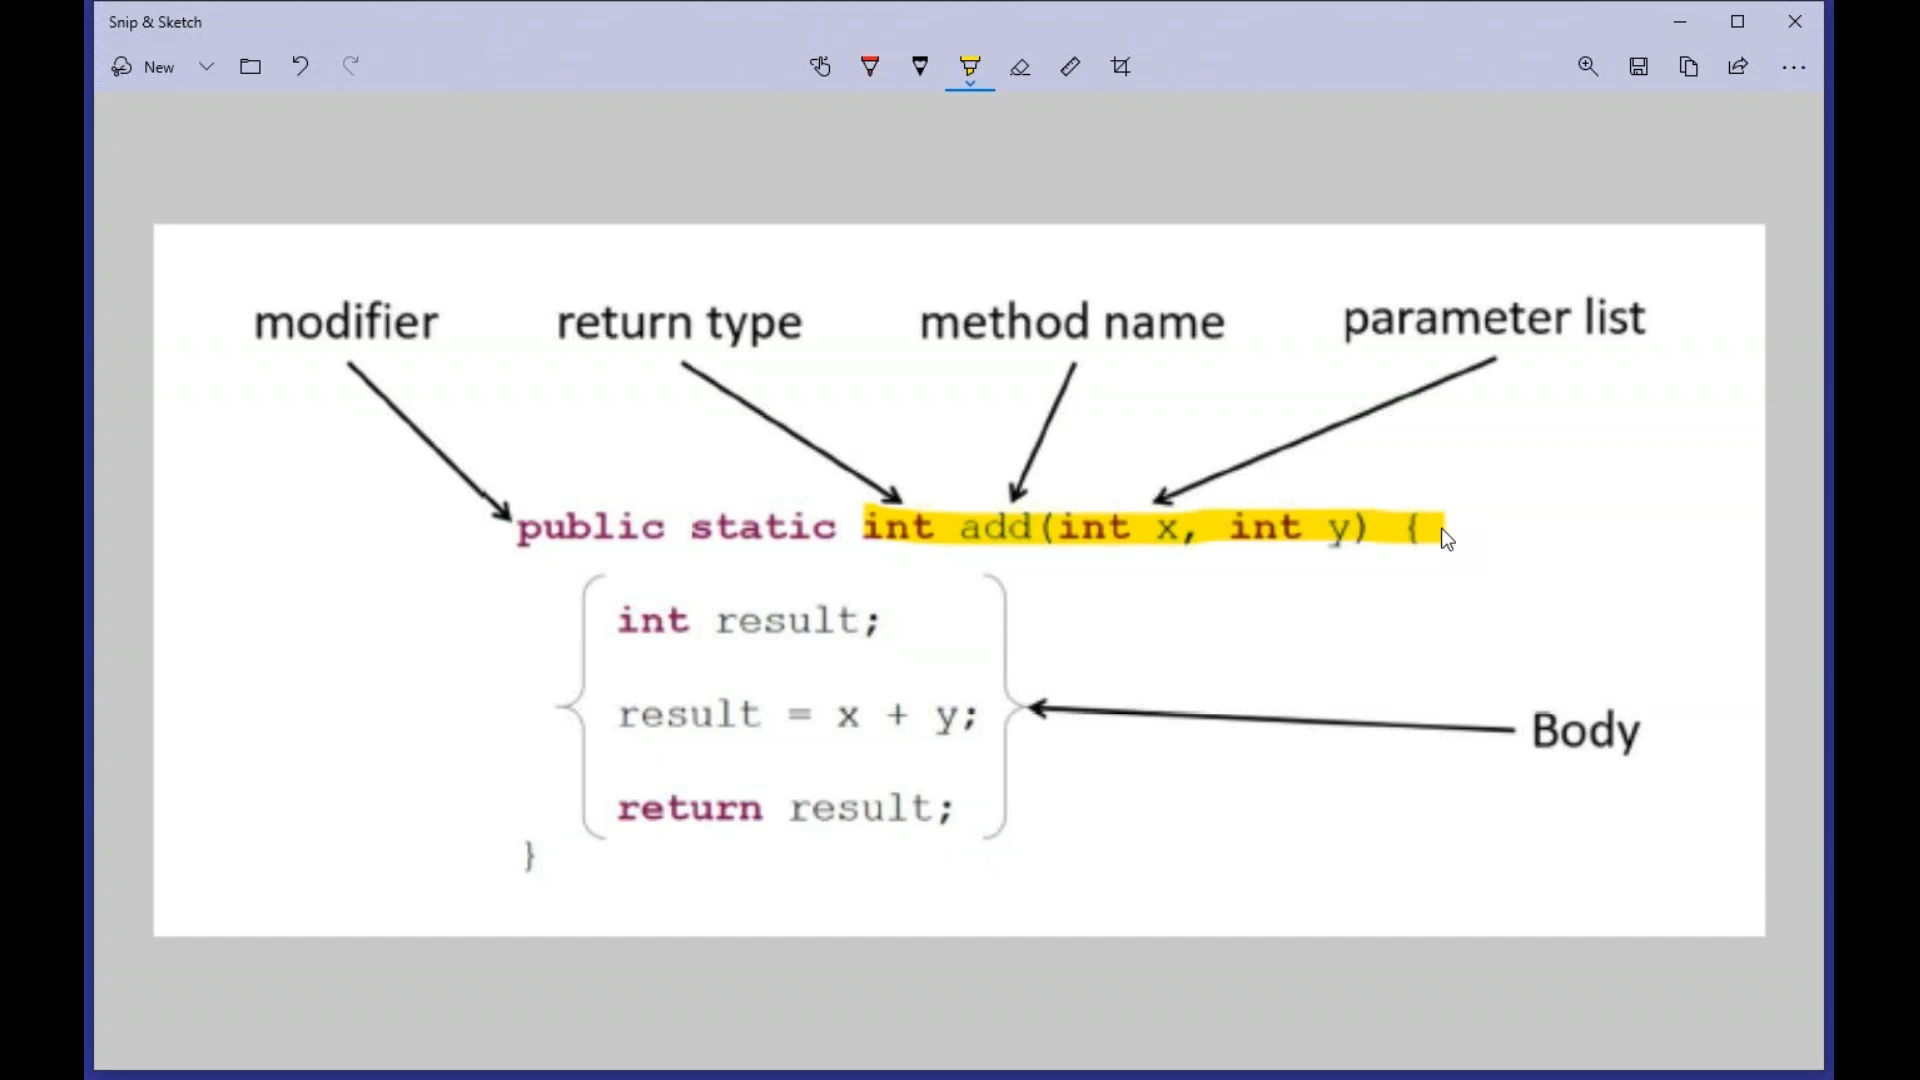 Snip & Sketch
New
modifier return type method name parameter list
public static int add(int x, int y) {
int result;
result = x + y;
Body
return result;
}